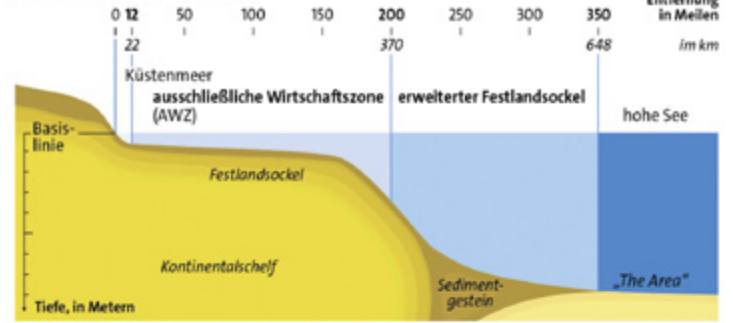 Entfernung
0 12 50 100 150 200 250 300 350 in Meilen
22 370 648 im km
Küstenmeer
ausschließliche Wirtschaftszone erweiterter Festlandsockel
(AWZ)
hohe See
Basis-
linie
Festlandsockel
Kontinentalschelf
Sediment-
gestein
„The Area“
Tiefe, in Metern